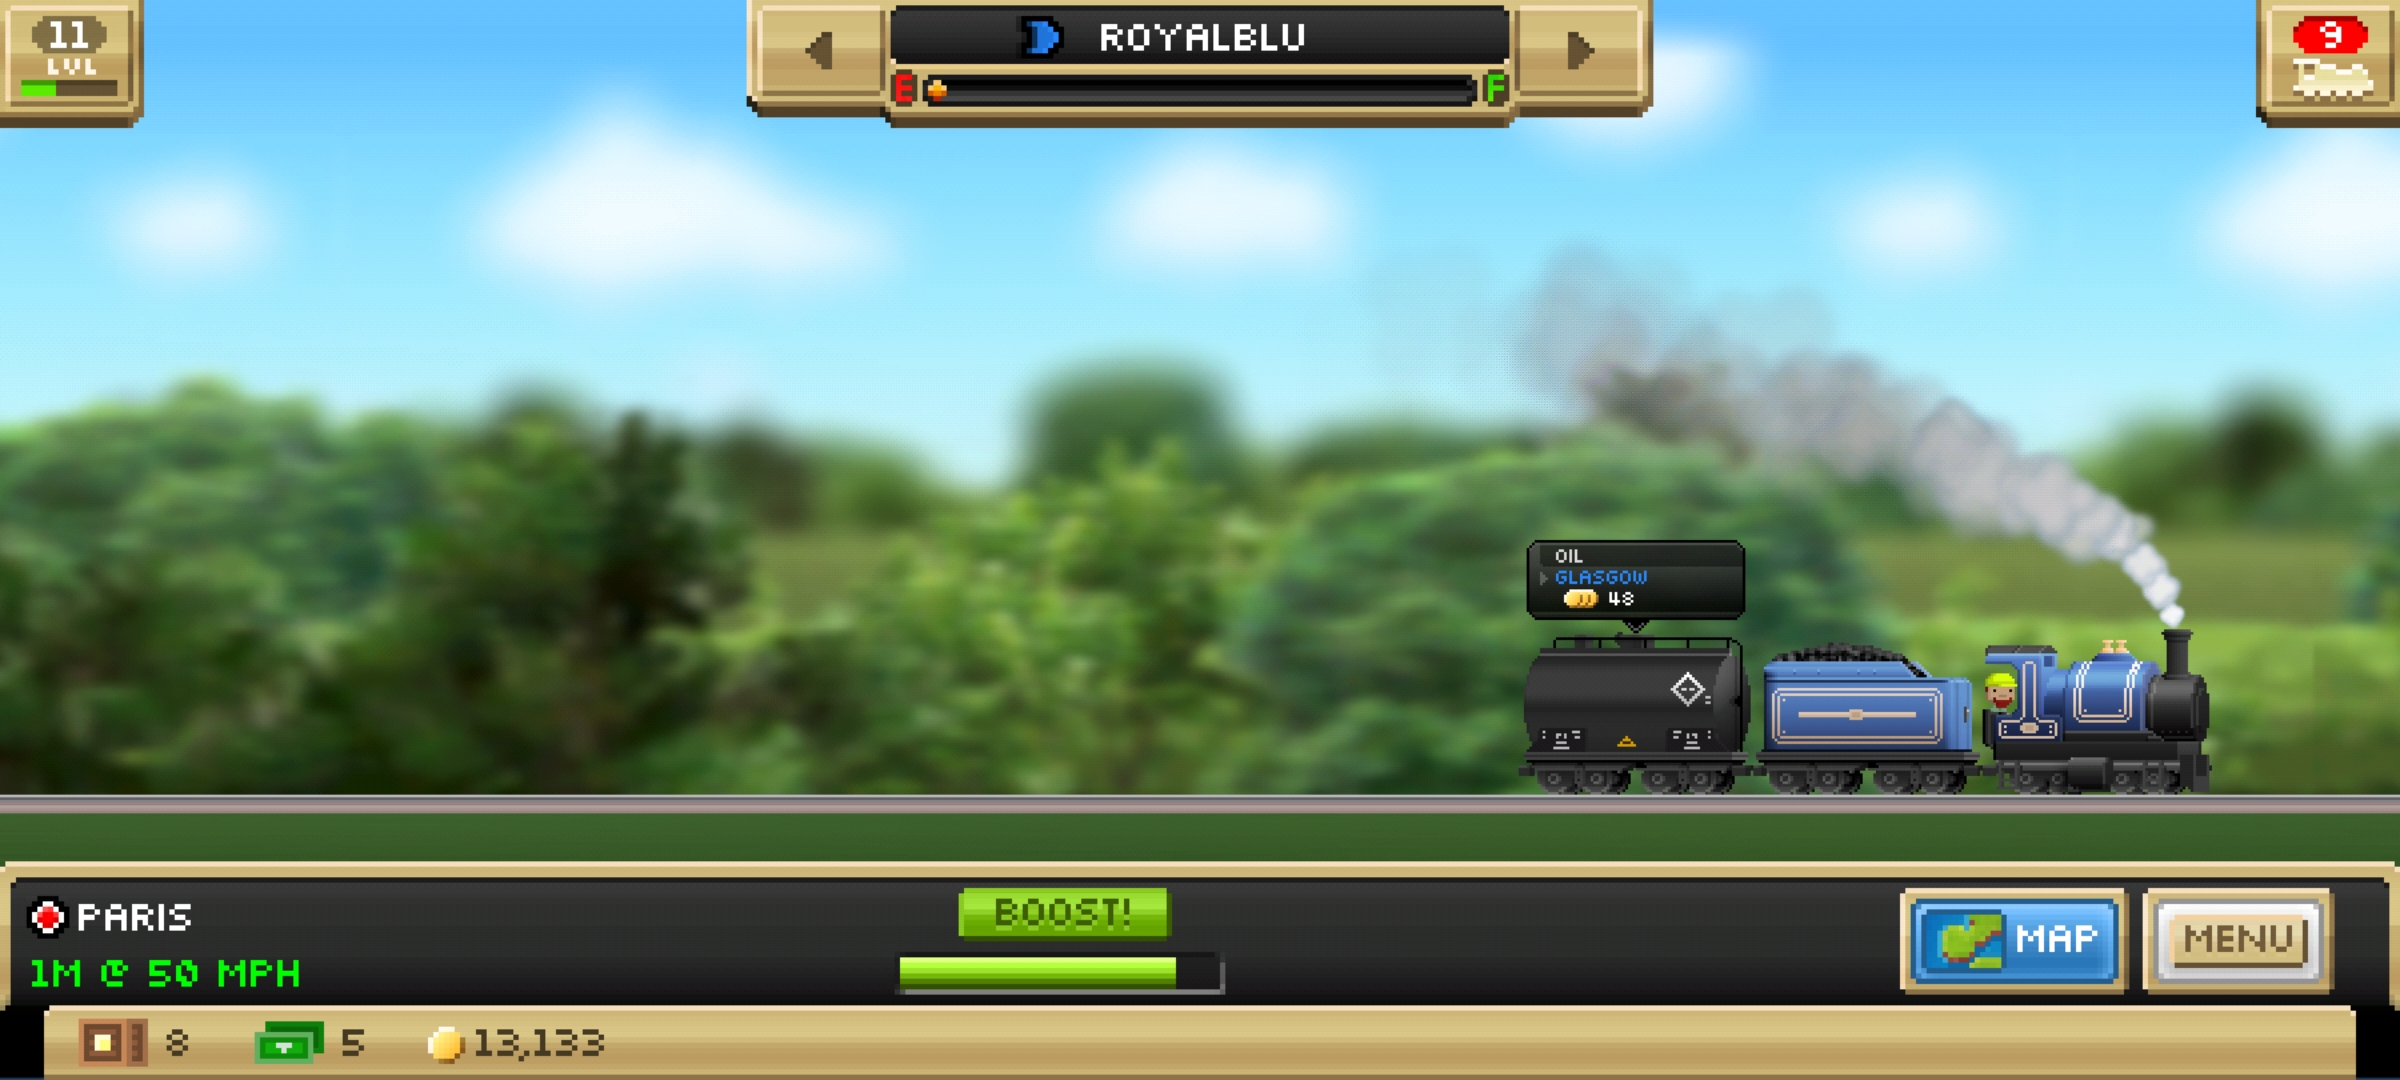 11
LVL
ROYALBLU
E F
9
OIL
GLASGOW
48
PARIS
1M @ 50 MPH
BOOST!
MAP
MENU
8
5
13,133